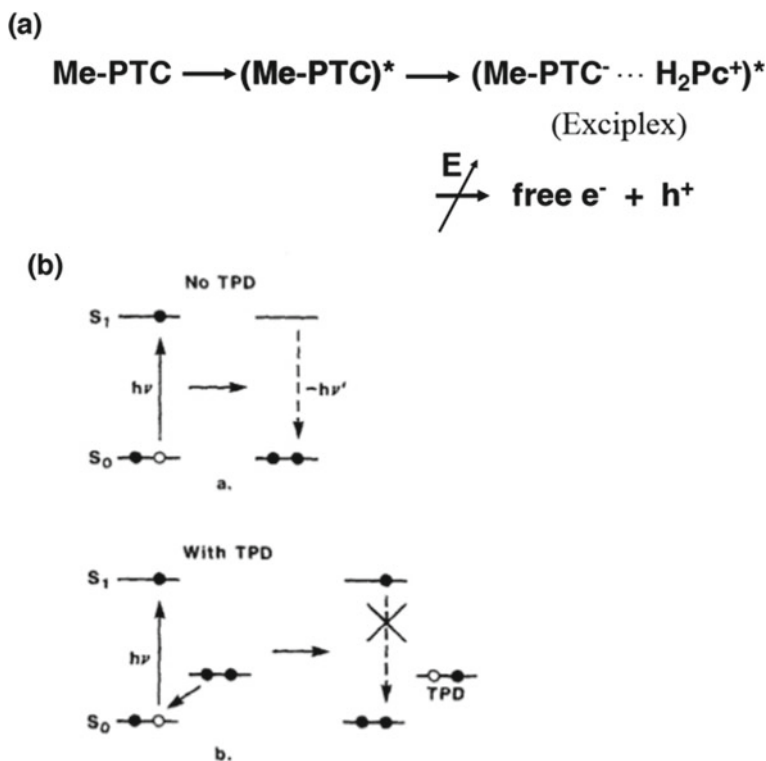 (a)
Me-PTC → (Me-PTC)* → (Me-PTC⁻ ··· H₂Pc⁺)*
(Exciplex)
E
free e⁻ + h⁺
(b)
No TPD
S₁
hν
~hν'
S₀
a.
With TPD
S₁
hν
TPD
S₀
b.